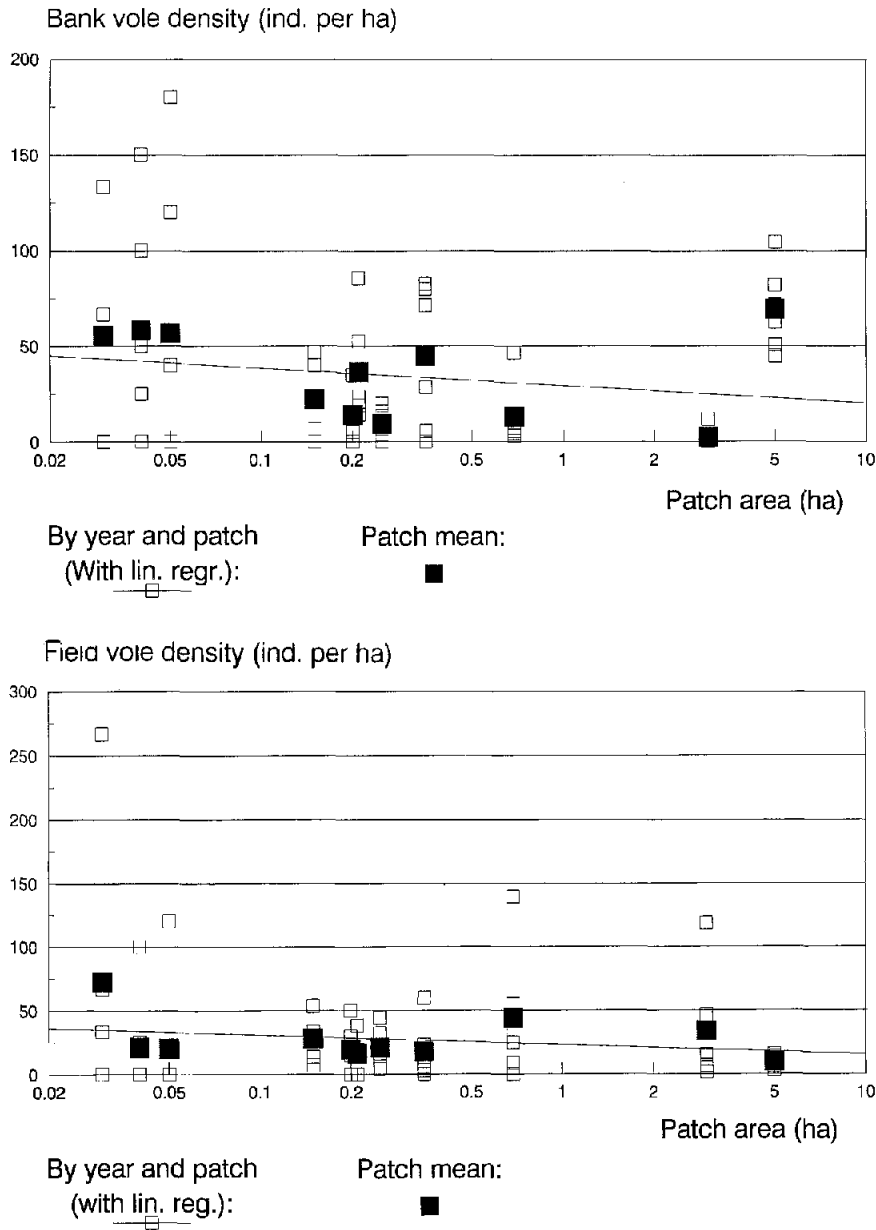 Bank vole density (ind. per ha)
200
150
100
50
0
0.02 0.05 0.1 0.2 0.5 1 2 5 10
Patch area (ha)
By year and patch Patch mean:
(With lin. regr.):
Field vole density (ind. per ha)
300
250
200
150
100
50
0
0.02 0.05 0.1 0.2 0.5 1 2 5 10
Patch area (ha)
By year and patch Patch mean:
(with lin. reg.):